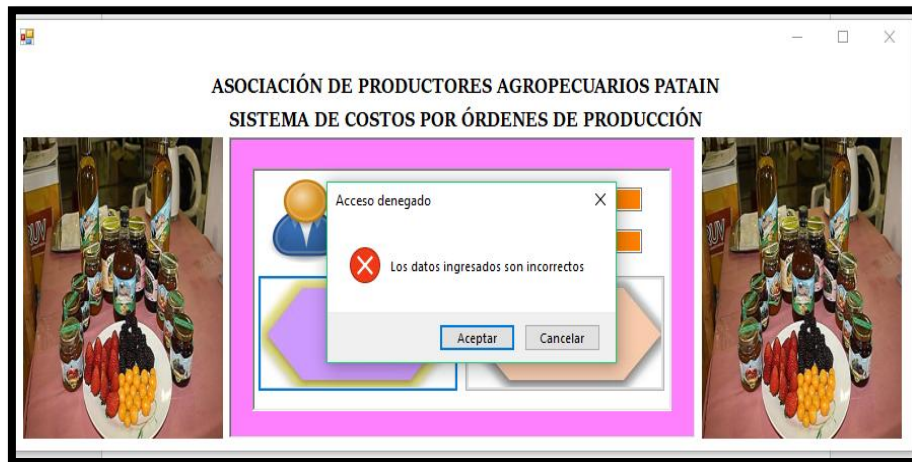 ASOCIACIÓN DE PRODUCTORES AGROPECUARIOS PATAIN
SISTEMA DE COSTOS POR ÓRDENES DE PRODUCCIÓN
Acceso denegado
Los datos ingresados son incorrectos
Aceptar
Cancelar